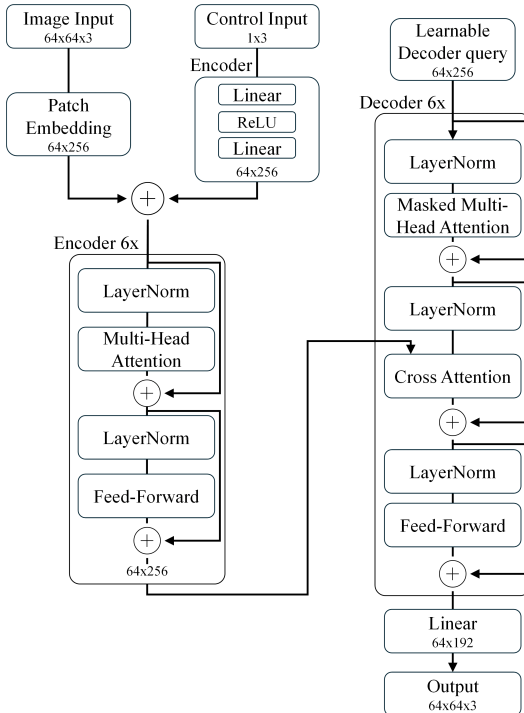 Image Input
64x64x3
Control Input
1x3
Encoder
Linear
ReLU
Linear
64x256
Patch
Embedding
64x256
+
Encoder 6x
LayerNorm
Multi-Head
Attention
+
LayerNorm
Feed-Forward
+
64x256
Learnable
Decoder query
64x256
Decoder 6x
LayerNorm
Masked Multi-
Head Attention
+
LayerNorm
Cross Attention
+
LayerNorm
Feed-Forward
+
Linear
64x192
Output
64x64x3